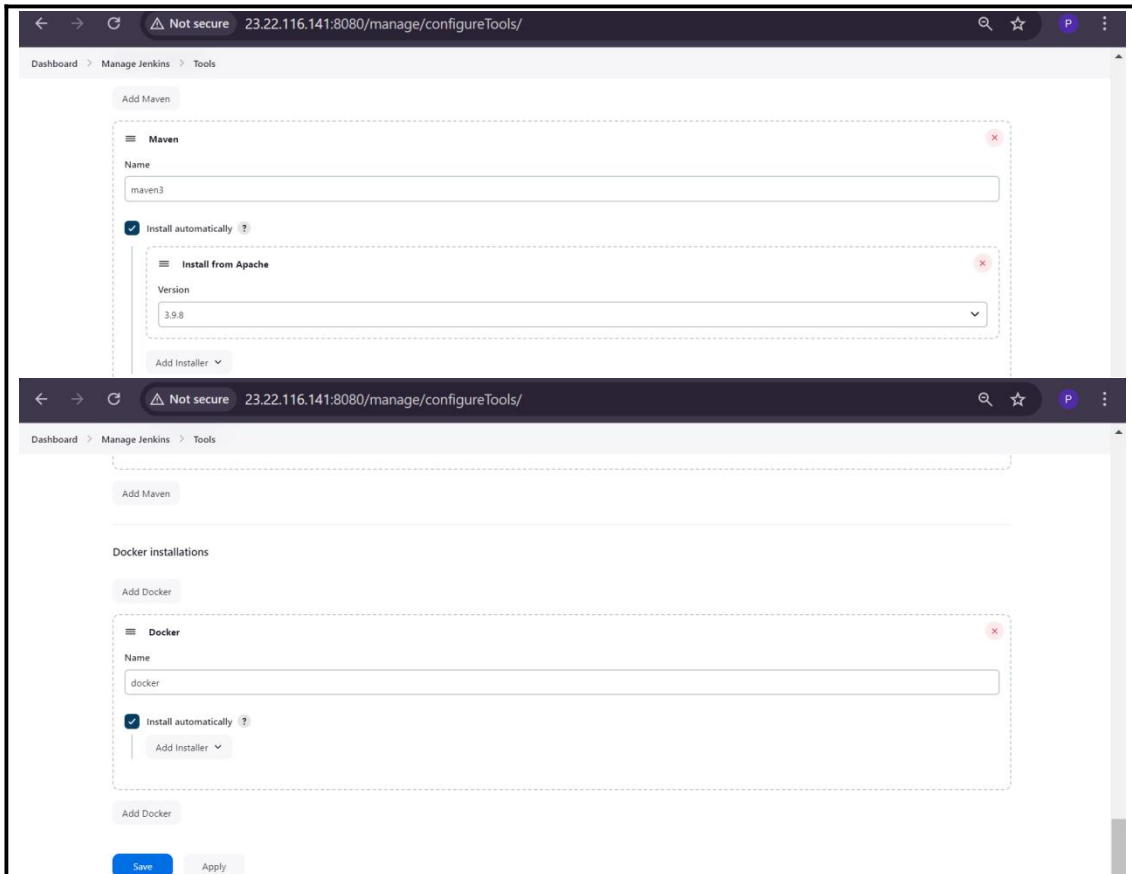 Not secure 23.22.116.141:8080/manage/configureTools/ P
Dashboard > Manage Jenkins > Tools
Add Maven
Maven
Name
maven3
Install automatically ?
Install from Apache
Version
3.9.8
Add Installer
Not secure 23.22.116.141:8080/manage/configureTools/ P
Dashboard > Manage Jenkins > Tools
Add Maven
Docker installations
Add Docker
Docker
Name
docker
Install automatically ?
Add Installer
Add Docker
Save Apply